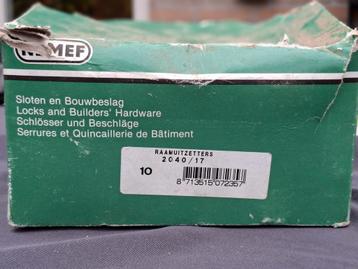 NEMEF
Sloten en Bouwbeslag
Locks and Builders' Hardware
Schlösser und Beschläge
Serrures et Quincaillerie de Bâtiment
RAAMUITZETTERS
2040/17
10
8 713515 072357